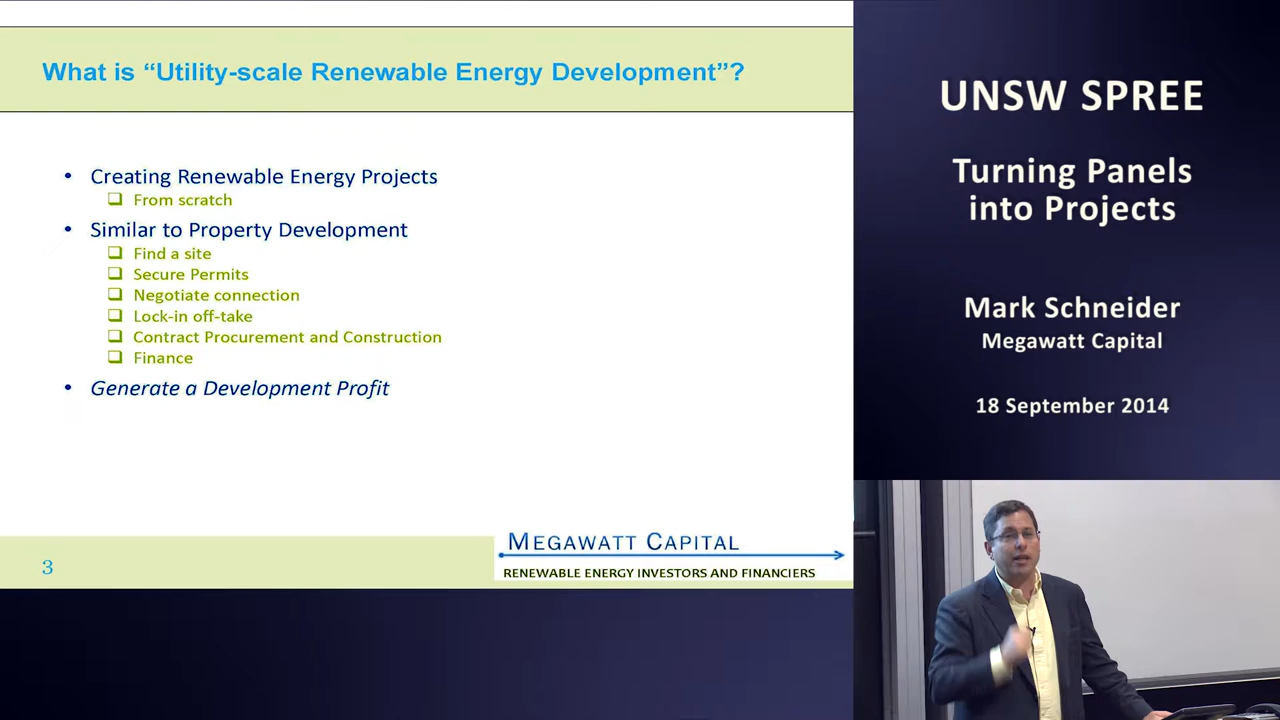 What is “Utility-scale Renewable Energy Development”?
• Creating Renewable Energy Projects
❑ From scratch
• Similar to Property Development
❑ Find a site
❑ Secure Permits
❑ Negotiate connection
❑ Lock-in off-take
❑ Contract Procurement and Construction
❑ Finance
• Generate a Development Profit
3
MEGAWATT CAPITAL
RENEWABLE ENERGY INVESTORS AND FINANCIERS
UNSW SPREE
Turning Panels
into Projects
Mark Schneider
Megawatt Capital
18 September 2014